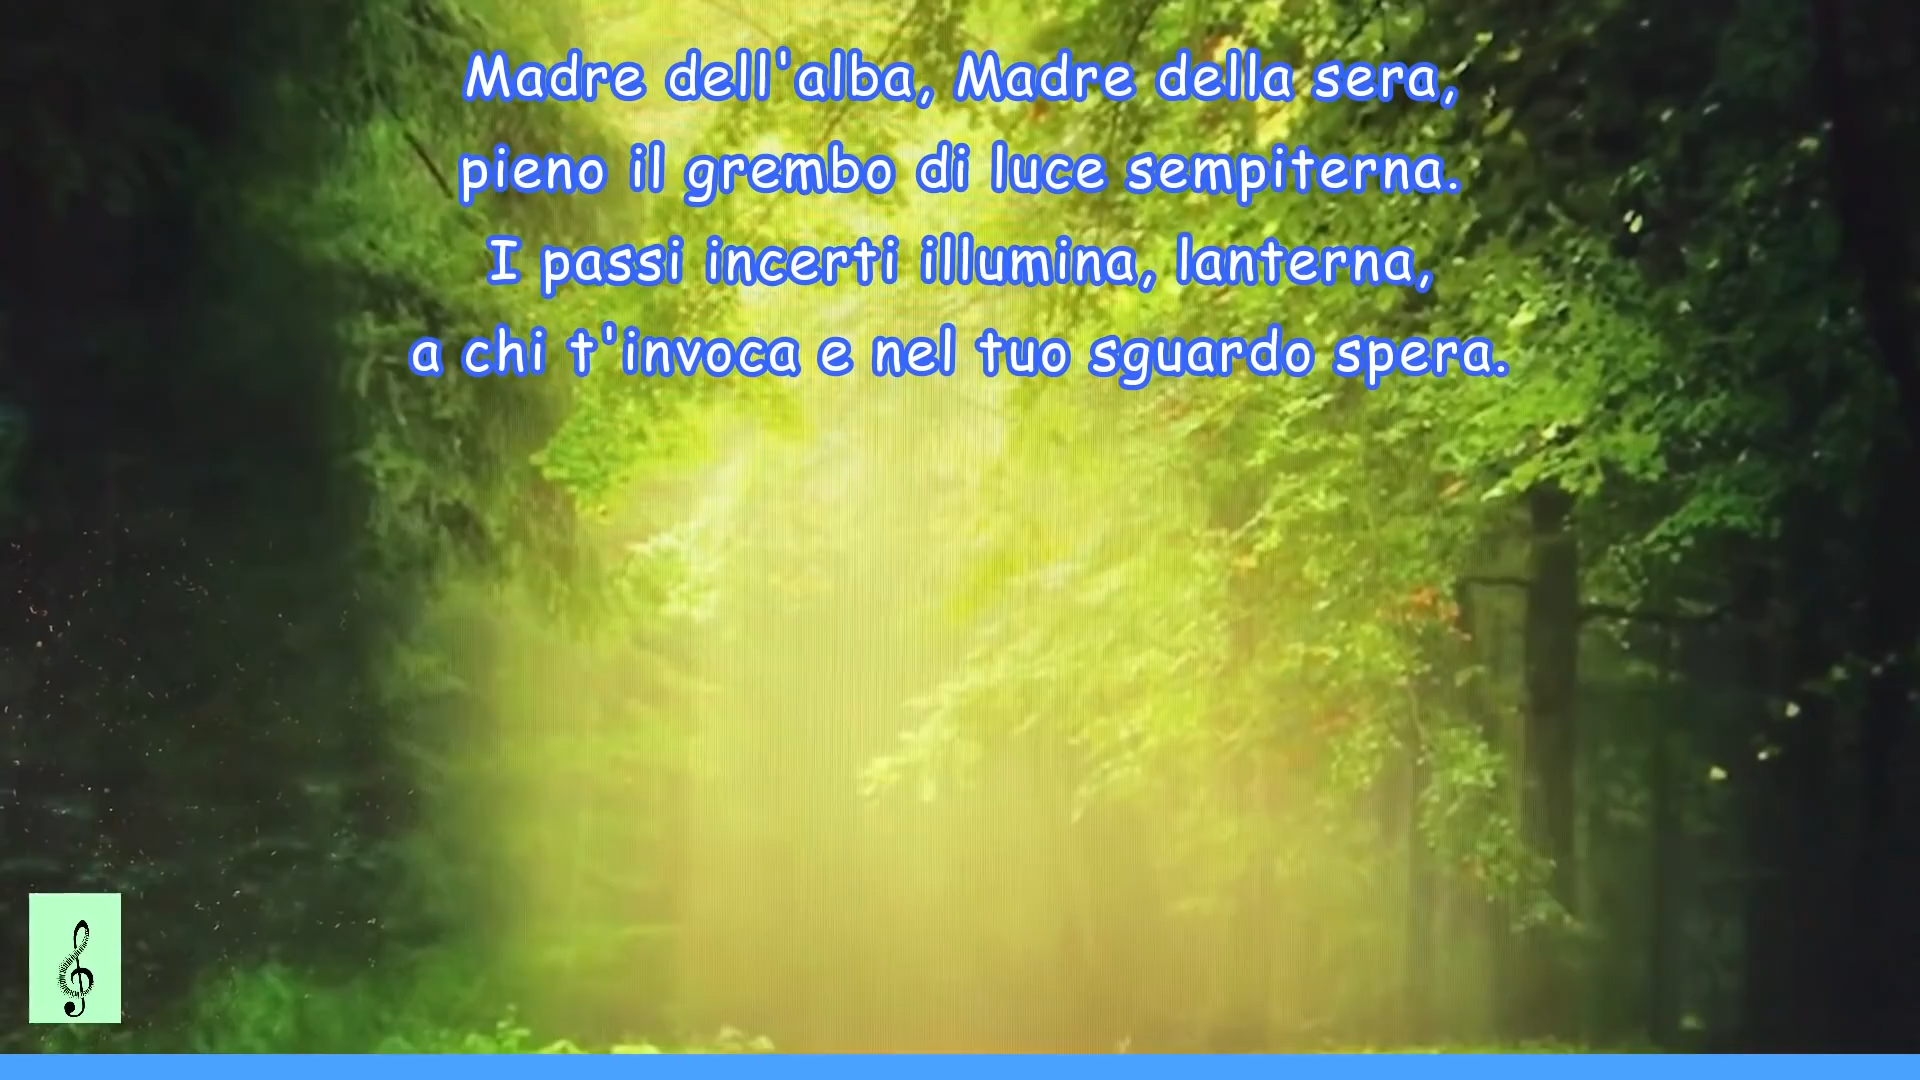 Madre dell'alba, Madre della sera,
pieno il grembo di luce sempiterna.
I passi incerti illumina, lanterna,
a chi t'invoca e nel tuo sguardo spera.